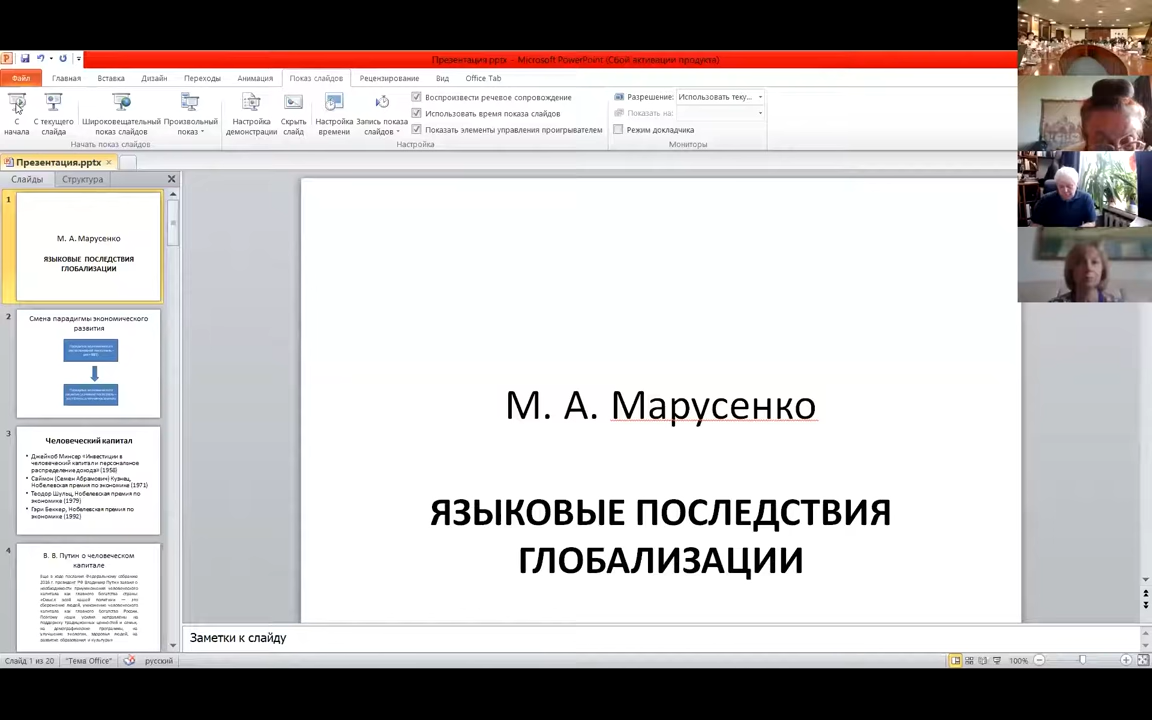 Презентация.pptx - Microsoft PowerPoint (Сбой активации продукта)
Файл Главная Вставка Дизайн Переходы Анимация Показ слайдов Рецензирование Вид Office Tab
С начала
С текущего слайда
Широковещательный показ слайдов
Произвольный показ
Начать показ слайдов
Настройка демонстрации
Скрыть слайд
Настройка времени
Запись показа слайдов
Воспроизвести речевое сопровождение
Использовать время показа слайдов
Показать элементы управления проигрывателем
Настройка
Разрешение: Использовать теку...
Показать на:
Режим докладчика
Мониторы
Презентация.pptx
Слайды Структура
1
М. А. Марусенко
ЯЗЫКОВЫЕ ПОСЛЕДСТВИЯ
ГЛОБАЛИЗАЦИИ
2
Смена парадигмы экономического
развития
3
Человеческий капитал
• Джейкоб Минсер «Инвестиции в
человеческий капитал и персональное
распределение дохода» (1958)
• Саймон (Семен Абрамович) Кузнец,
Нобелевская премия по экономике (1971)
• Теодор Шульц, Нобелевская премия по
экономике (1979)
• Гэри Беккер, Нобелевская премия по
экономике (1992)
4
В. В. Путин о человеческом
капитале
М. А. Марусенко
ЯЗЫКОВЫЕ ПОСЛЕДСТВИЯ
ГЛОБАЛИЗАЦИИ
Заметки к слайду
Слайд 1 из 20 "Тема Office" русский 100%